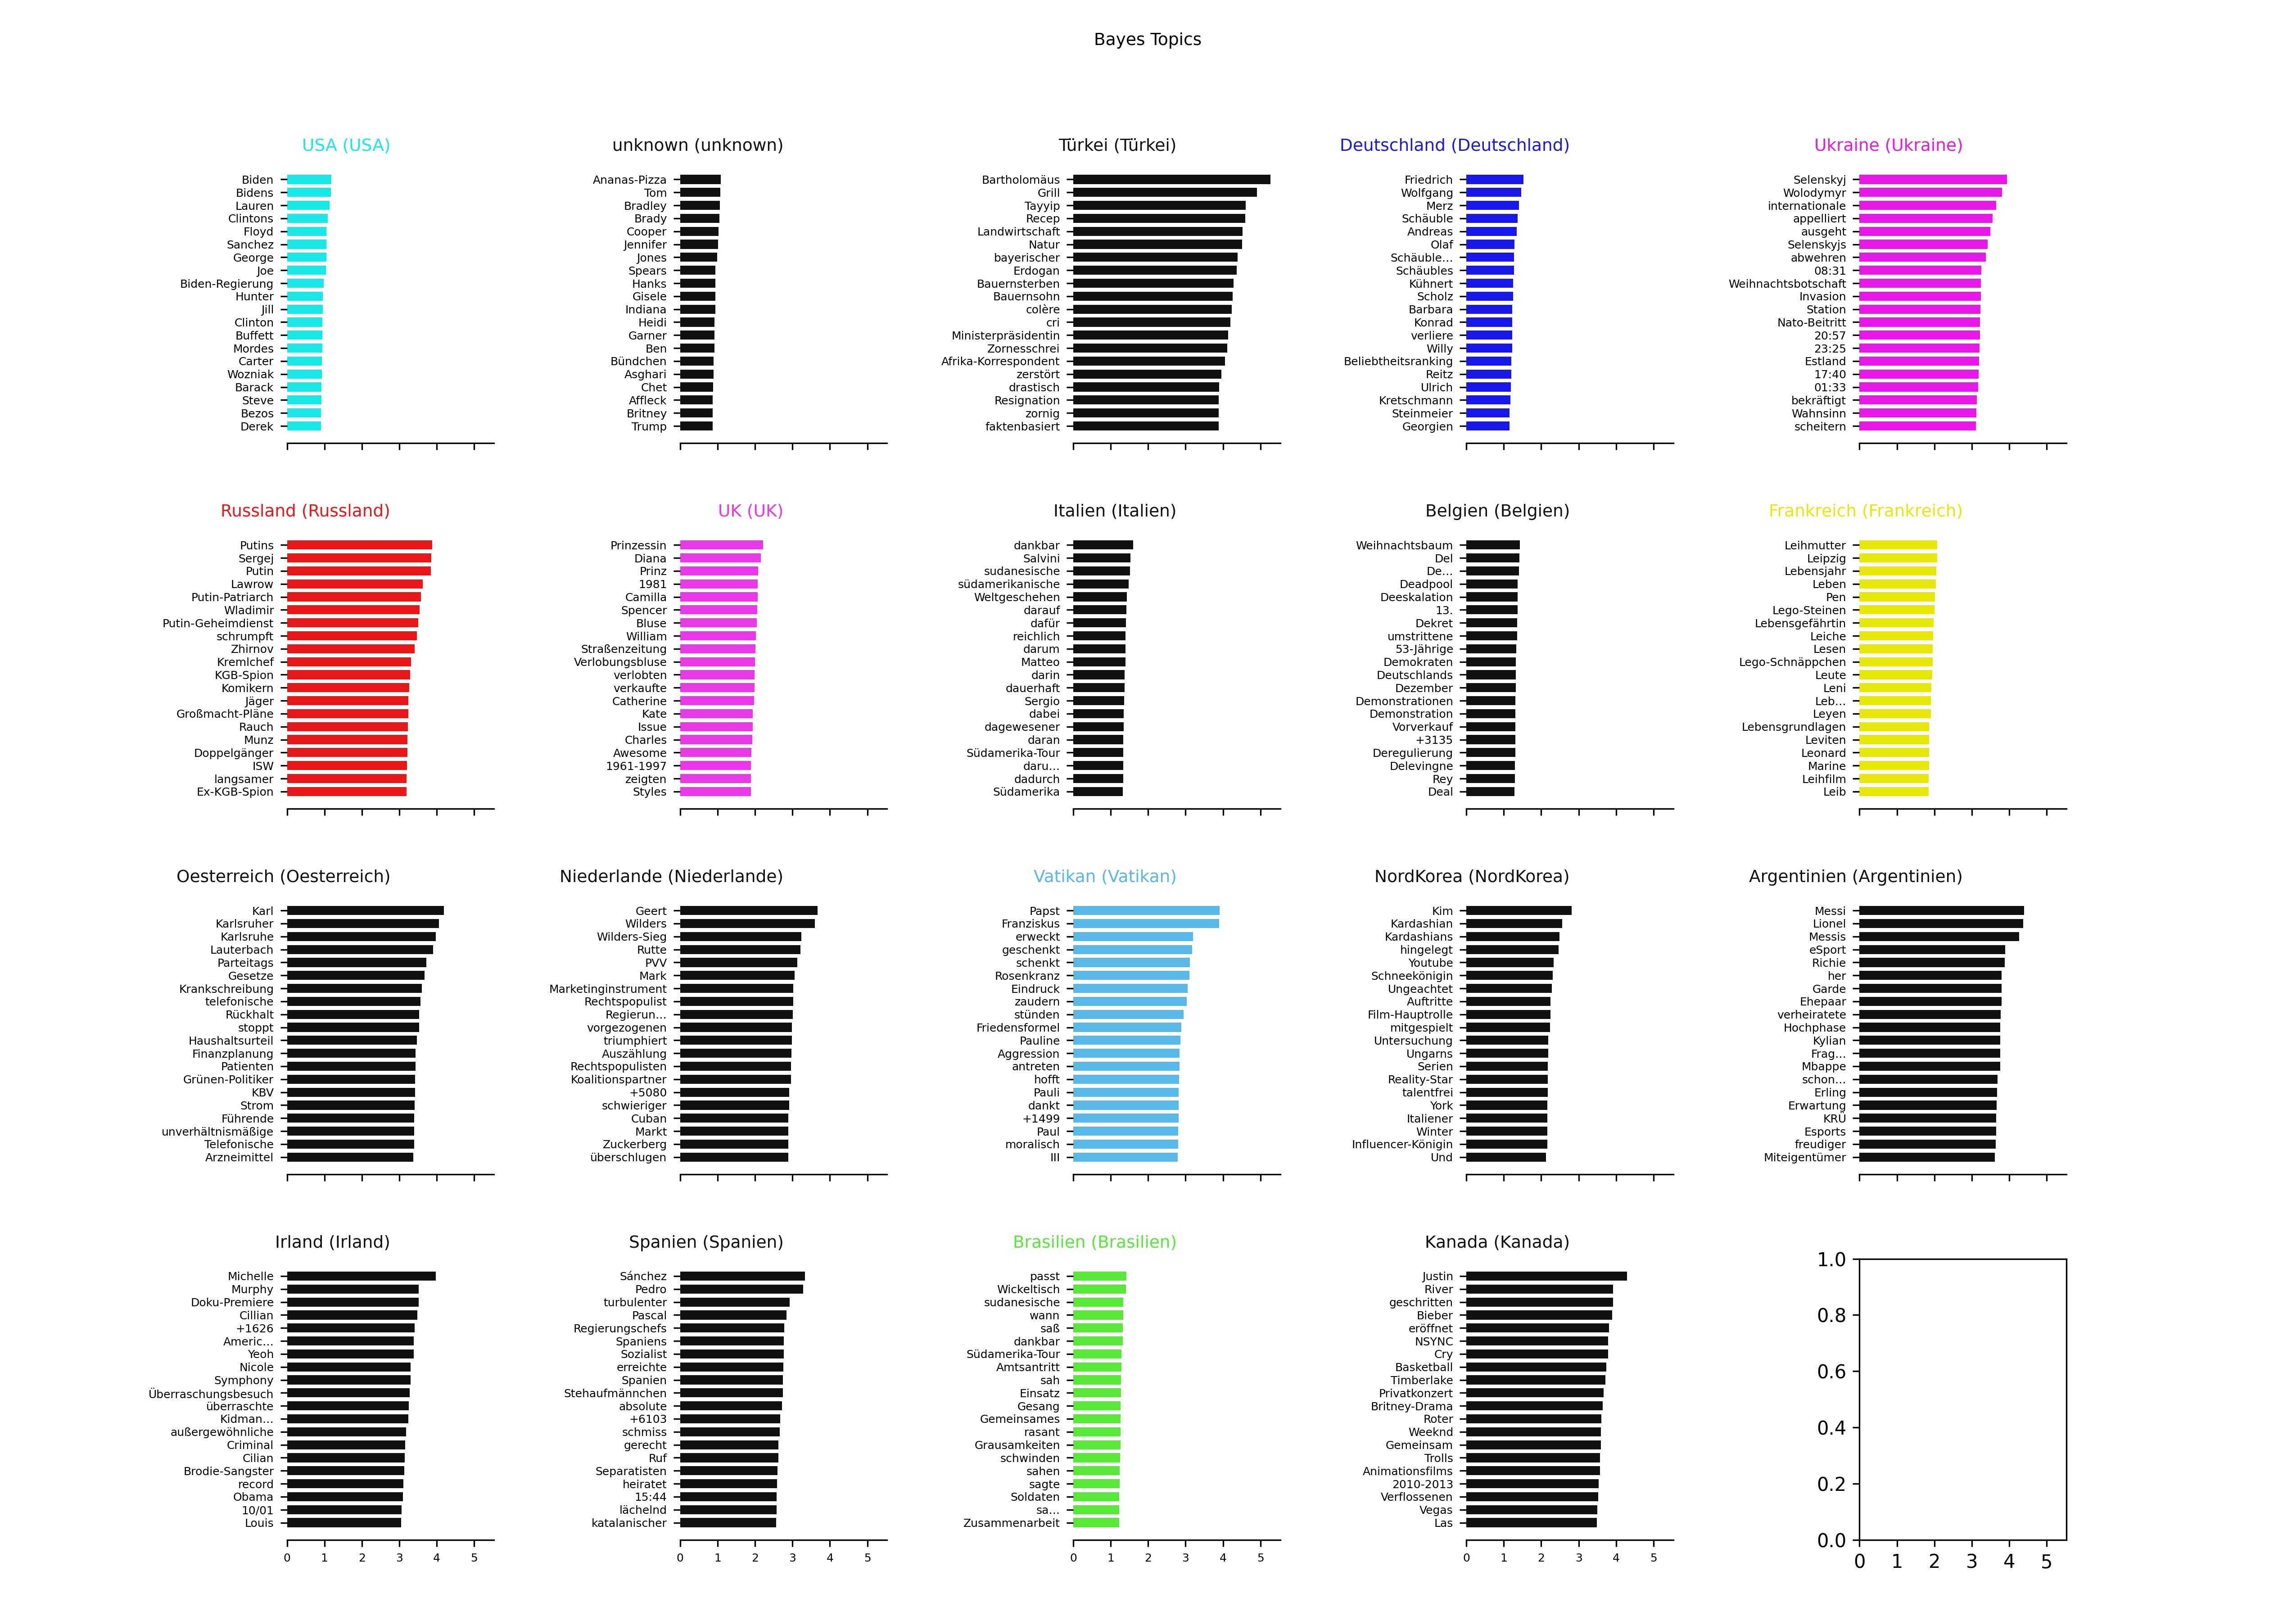 Bayes Topics
USA (USA)
Biden
Bidens
Lauren
Clintons
Floyd
Sanchez
George
Joe
Biden-Regierung
Hunter
Jill
Clinton
Buffett
Mordes
Carter
Wozniak
Barack
Steve
Bezos
Derek
unknown (unknown)
Ananas-Pizza
Tom
Bradley
Brady
Cooper
Jennifer
Jones
Spears
Hanks
Gisele
Indiana
Heidi
Garner
Ben
Bündchen
Asghari
Chet
Affleck
Britney
Trump
Türkei (Türkei)
Bartholomäus
Grill
Tayyip
Recep
Landwirtschaft
Natur
bayerischer
Erdogan
Bauernsterben
Bauernsohn
colère
cri
Ministerpräsidentin
Zornesschrei
Afrika-Korrespondent
zerstört
drastisch
Resignation
zornig
faktenbasiert
Deutschland (Deutschland)
Friedrich
Wolfgang
Merz
Schäuble
Andreas
Olaf
Schäuble...
Schäubles
Kühnert
Scholz
Barbara
Konrad
verliere
Willy
Beliebtheitsranking
Reitz
Ulrich
Kretschmann
Steinmeier
Georgien
Ukraine (Ukraine)
Selenskyj
Wolodymyr
internationale
appelliert
ausgeht
Selenskyjs
abwehren
08:31
Weihnachtsbotschaft
Invasion
Station
Nato-Beitritt
20:57
23:25
Estland
17:40
01:33
bekräftigt
Wahnsinn
scheitern
Russland (Russland)
Putins
Sergej
Putin
Lawrow
Putin-Patriarch
Wladimir
Putin-Geheimdienst
schrumpft
Zhirnov
Kremlchef
KGB-Spion
Komikern
Jäger
Großmacht-Pläne
Rauch
Munz
Doppelgänger
ISW
langsamer
Ex-KGB-Spion
UK (UK)
Prinzessin
Diana
Prinz
1981
Camilla
Spencer
Bluse
William
Straßenzeitung
Verlobungsbluse
verlobten
verkaufte
Catherine
Kate
Issue
Charles
Awesome
1961-1997
zeigten
Styles
Italien (Italien)
dankbar
Salvini
sudanesische
südamerikanische
Weltgeschehen
darauf
dafür
reichlich
darum
Matteo
darin
dauerhaft
Sergio
dabei
dagewesener
daran
Südamerika-Tour
daru...
dadurch
Südamerika
Belgien (Belgien)
Weihnachtsbaum
Del
De...
Deadpool
Deeskalation
13.
Dekret
umstrittene
53-Jährige
Demokraten
Deutschlands
Dezember
Demonstrationen
Demonstration
Vorverkauf
+3135
Deregulierung
Delevingne
Rey
Deal
Frankreich (Frankreich)
Leihmutter
Leipzig
Lebensjahr
Leben
Pen
Lego-Steinen
Lebensgefährtin
Leiche
Lesen
Lego-Schnäppchen
Leute
Leni
Leb...
Leyen
Lebensgrundlagen
Leviten
Leonard
Marine
Leihfilm
Leib
Oesterreich (Oesterreich)
Karl
Karlsruher
Karlsruhe
Lauterbach
Parteitags
Gesetze
Krankschreibung
telefonische
Rückhalt
stoppt
Haushaltsurteil
Finanzplanung
Patienten
Grünen-Politiker
KBV
Strom
Führende
unverhältnismäßige
Telefonische
Arzneimittel
Niederlande (Niederlande)
Geert
Wilders
Wilders-Sieg
Rutte
PVV
Mark
Marketinginstrument
Rechtspopulist
Regierun...
vorgezogenen
triumphiert
Auszählung
Rechtspopulisten
Koalitionspartner
+5080
schwieriger
Cuban
Markt
Zuckerberg
überschlugen
Vatikan (Vatikan)
Papst
Franziskus
erweckt
geschenkt
schenkt
Rosenkranz
Eindruck
zaudern
stünden
Friedensformel
Pauline
Aggression
antreten
hofft
Pauli
dankt
+1499
Paul
moralisch
III
NordKorea (NordKorea)
Kim
Kardashian
Kardashians
hingelegt
Youtube
Schneekönigin
Ungeachtet
Auftritte
Film-Hauptrolle
mitgespielt
Untersuchung
Ungarns
Serien
Reality-Star
talentfrei
York
Italiener
Winter
Influencer-Königin
Und
Argentinien (Argentinien)
Messi
Lionel
Messis
eSport
Richie
her
Garde
Ehepaar
verheiratete
Hochphase
Kylian
Frag...
Mbappe
schon...
Erling
Erwartung
KRÜ
Esports
freudiger
Miteigentümer
Irland (Irland)
Michelle
Murphy
Doku-Premiere
Cillian
+1626
Americ...
Yeoh
Nicole
Symphony
Überraschungsbesuch
überraschte
Kidman...
außergewöhnliche
Criminal
Cilian
Brodie-Sangster
record
Obama
10/01
Louis
0 1 2 3 4 5
Spanien (Spanien)
Sánchez
Pedro
turbulenter
Pascal
Regierungschefs
Spaniens
Sozialist
erreichte
Spanien
Stehaufmännchen
absolute
+6103
schmiss
gerecht
Ruf
Separatisten
heiratet
15:44
lächelnd
katalanischer
0 1 2 3 4 5
Brasilien (Brasilien)
passt
Wickeltisch
sudanesische
wann
saß
dankbar
Südamerika-Tour
Amtsantritt
sah
Einsatz
Gesang
Gemeinsames
rasant
Grausamkeiten
schwinden
sahen
sagte
Soldaten
sa...
Zusammenarbeit
0 1 2 3 4 5
Kanada (Kanada)
Justin
River
geschritten
Bieber
eröffnet
NSYNC
Cry
Basketball
Timberlake
Privatkonzert
Britney-Drama
Roter
Weeknd
Gemeinsam
Trolls
Animationsfilms
2010-2013
Verflossenen
Vegas
Las
0 1 2 3 4 5
1.0
0.8
0.6
0.4
0.2
0.0
0 1 2 3 4 5